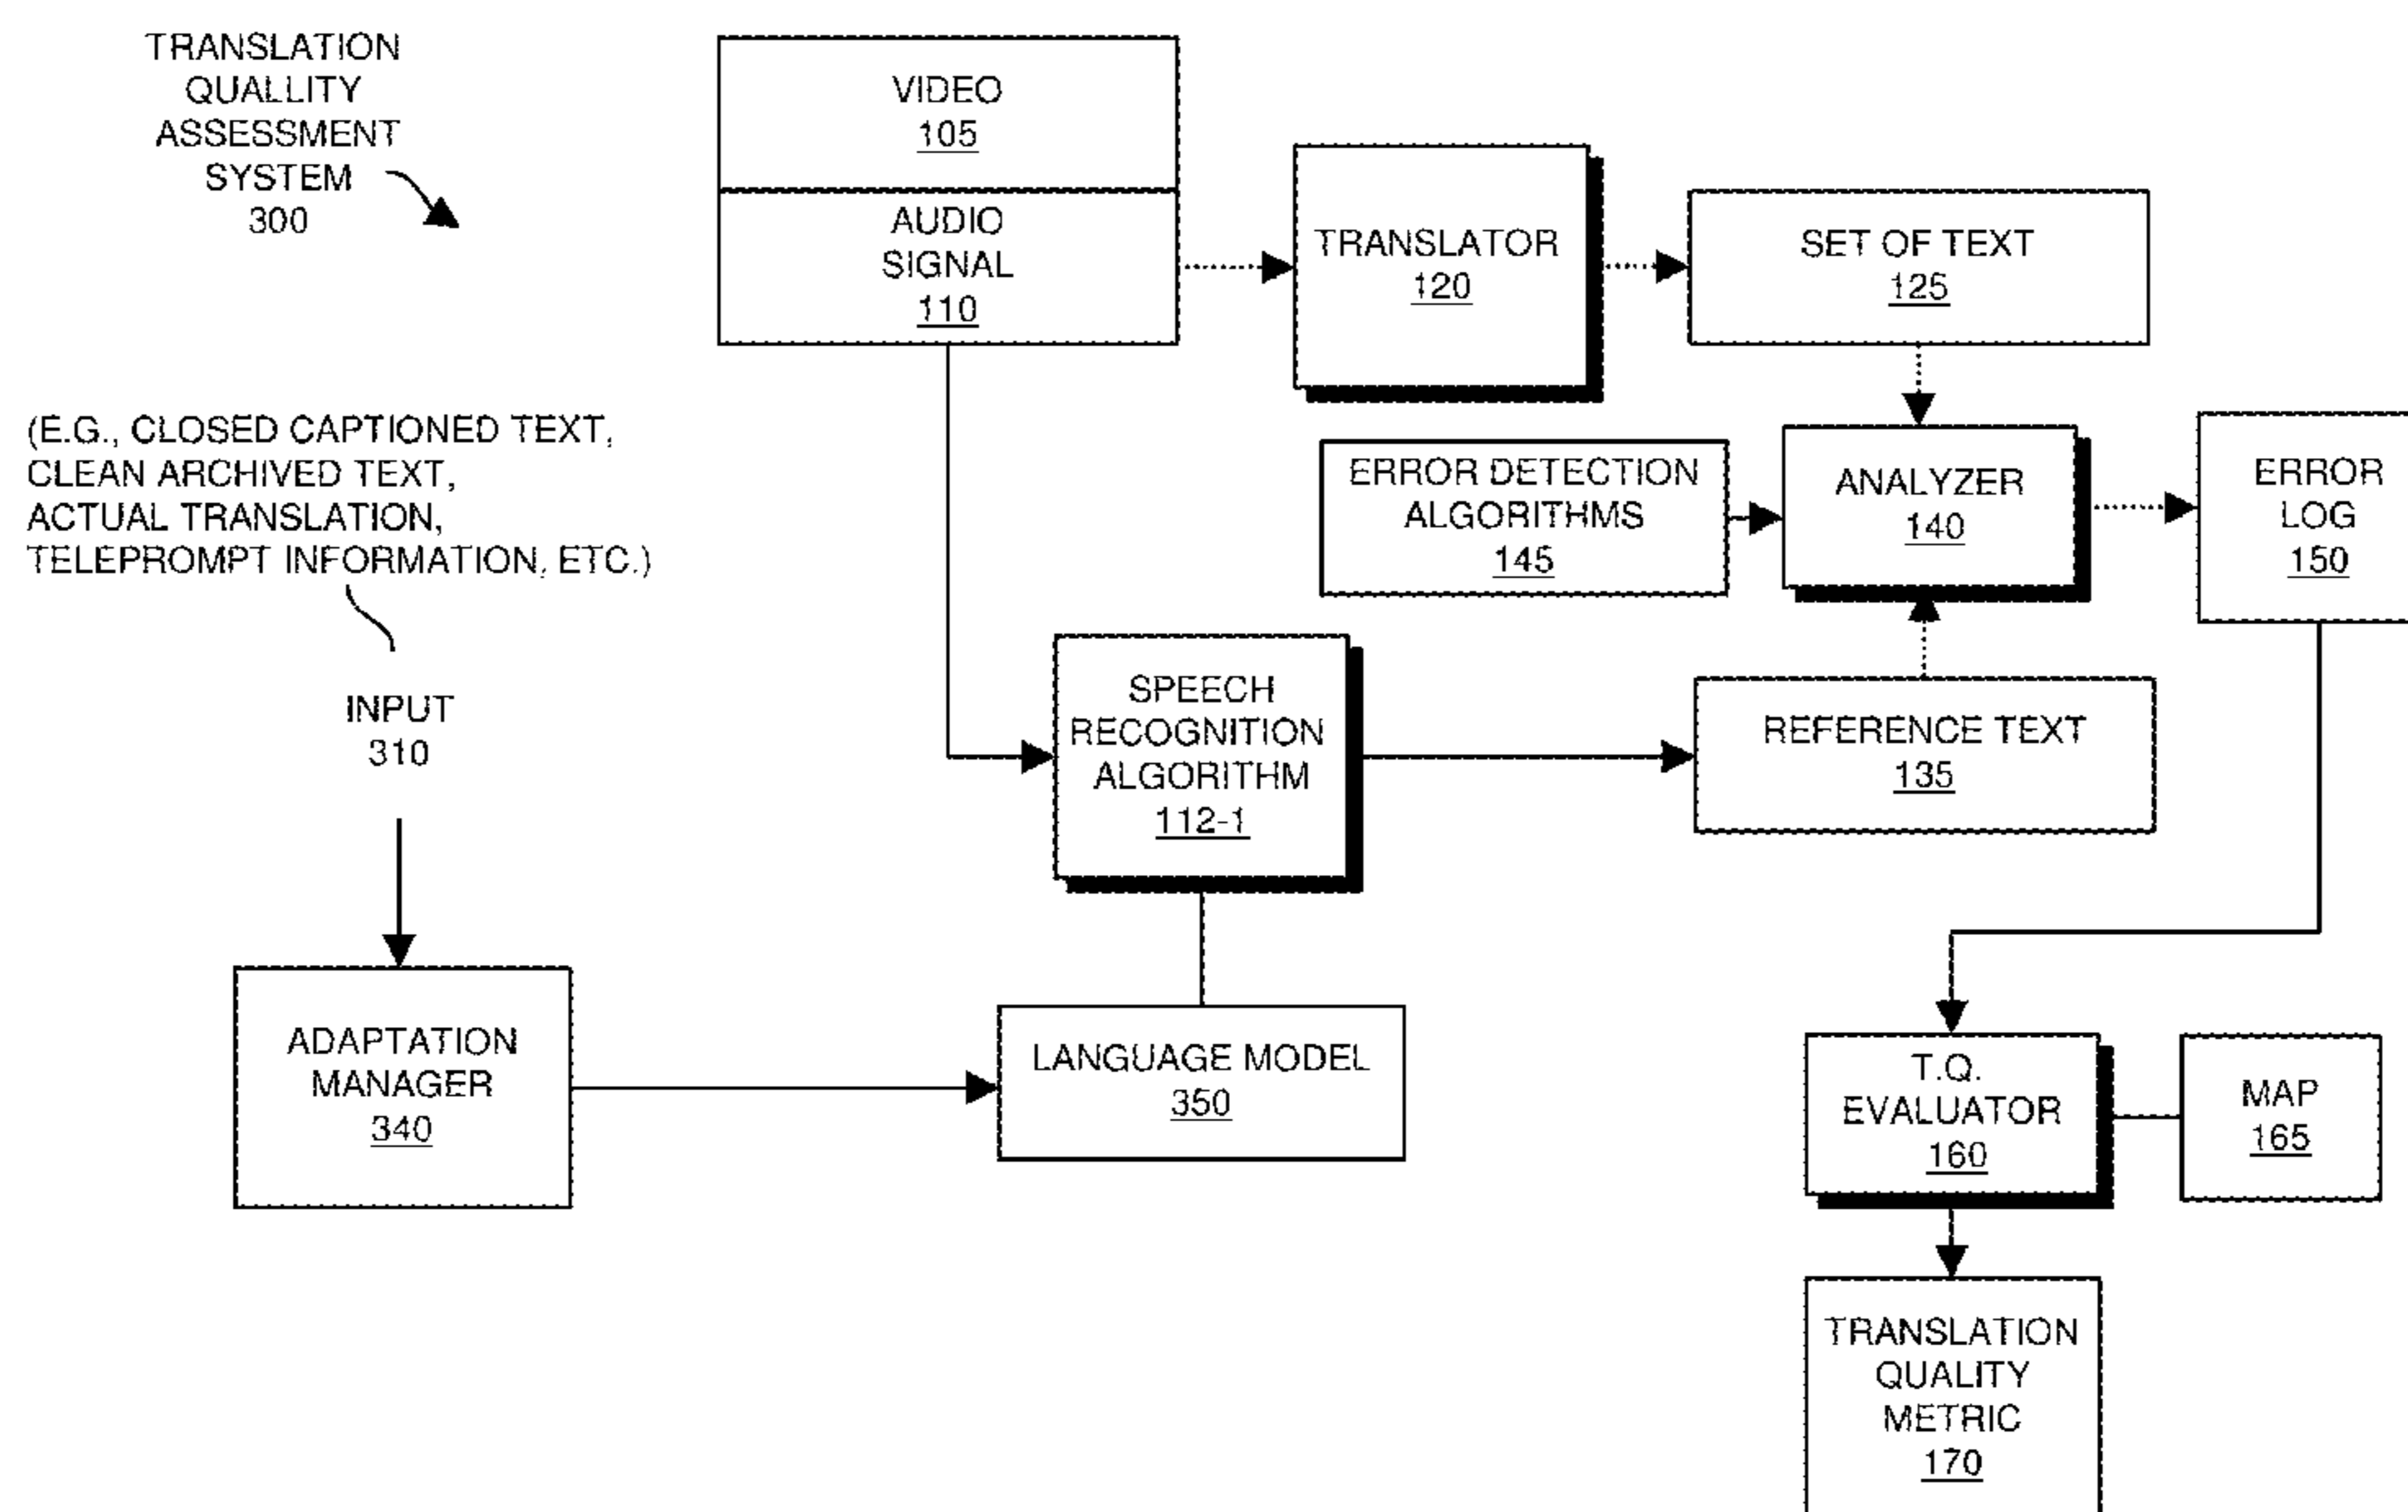 TRANSLATION
QUALLITY
ASSESSMENT
SYSTEM
300
VIDEO
105
AUDIO
SIGNAL
110
TRANSLATOR
120
SET OF TEXT
125
(E.G., CLOSED CAPTIONED TEXT,
CLEAN ARCHIVED TEXT,
ACTUAL TRANSLATION,
TELEPROMPT INFORMATION, ETC.)
INPUT
310
ERROR DETECTION
ALGORITHMS
145
ANALYZER
140
ERROR
LOG
150
SPEECH
RECOGNITION
ALGORITHM
112-1
REFERENCE TEXT
135
ADAPTATION
MANAGER
340
LANGUAGE MODEL
350
T.Q.
EVALUATOR
160
MAP
165
TRANSLATION
QUALITY
METRIC
170